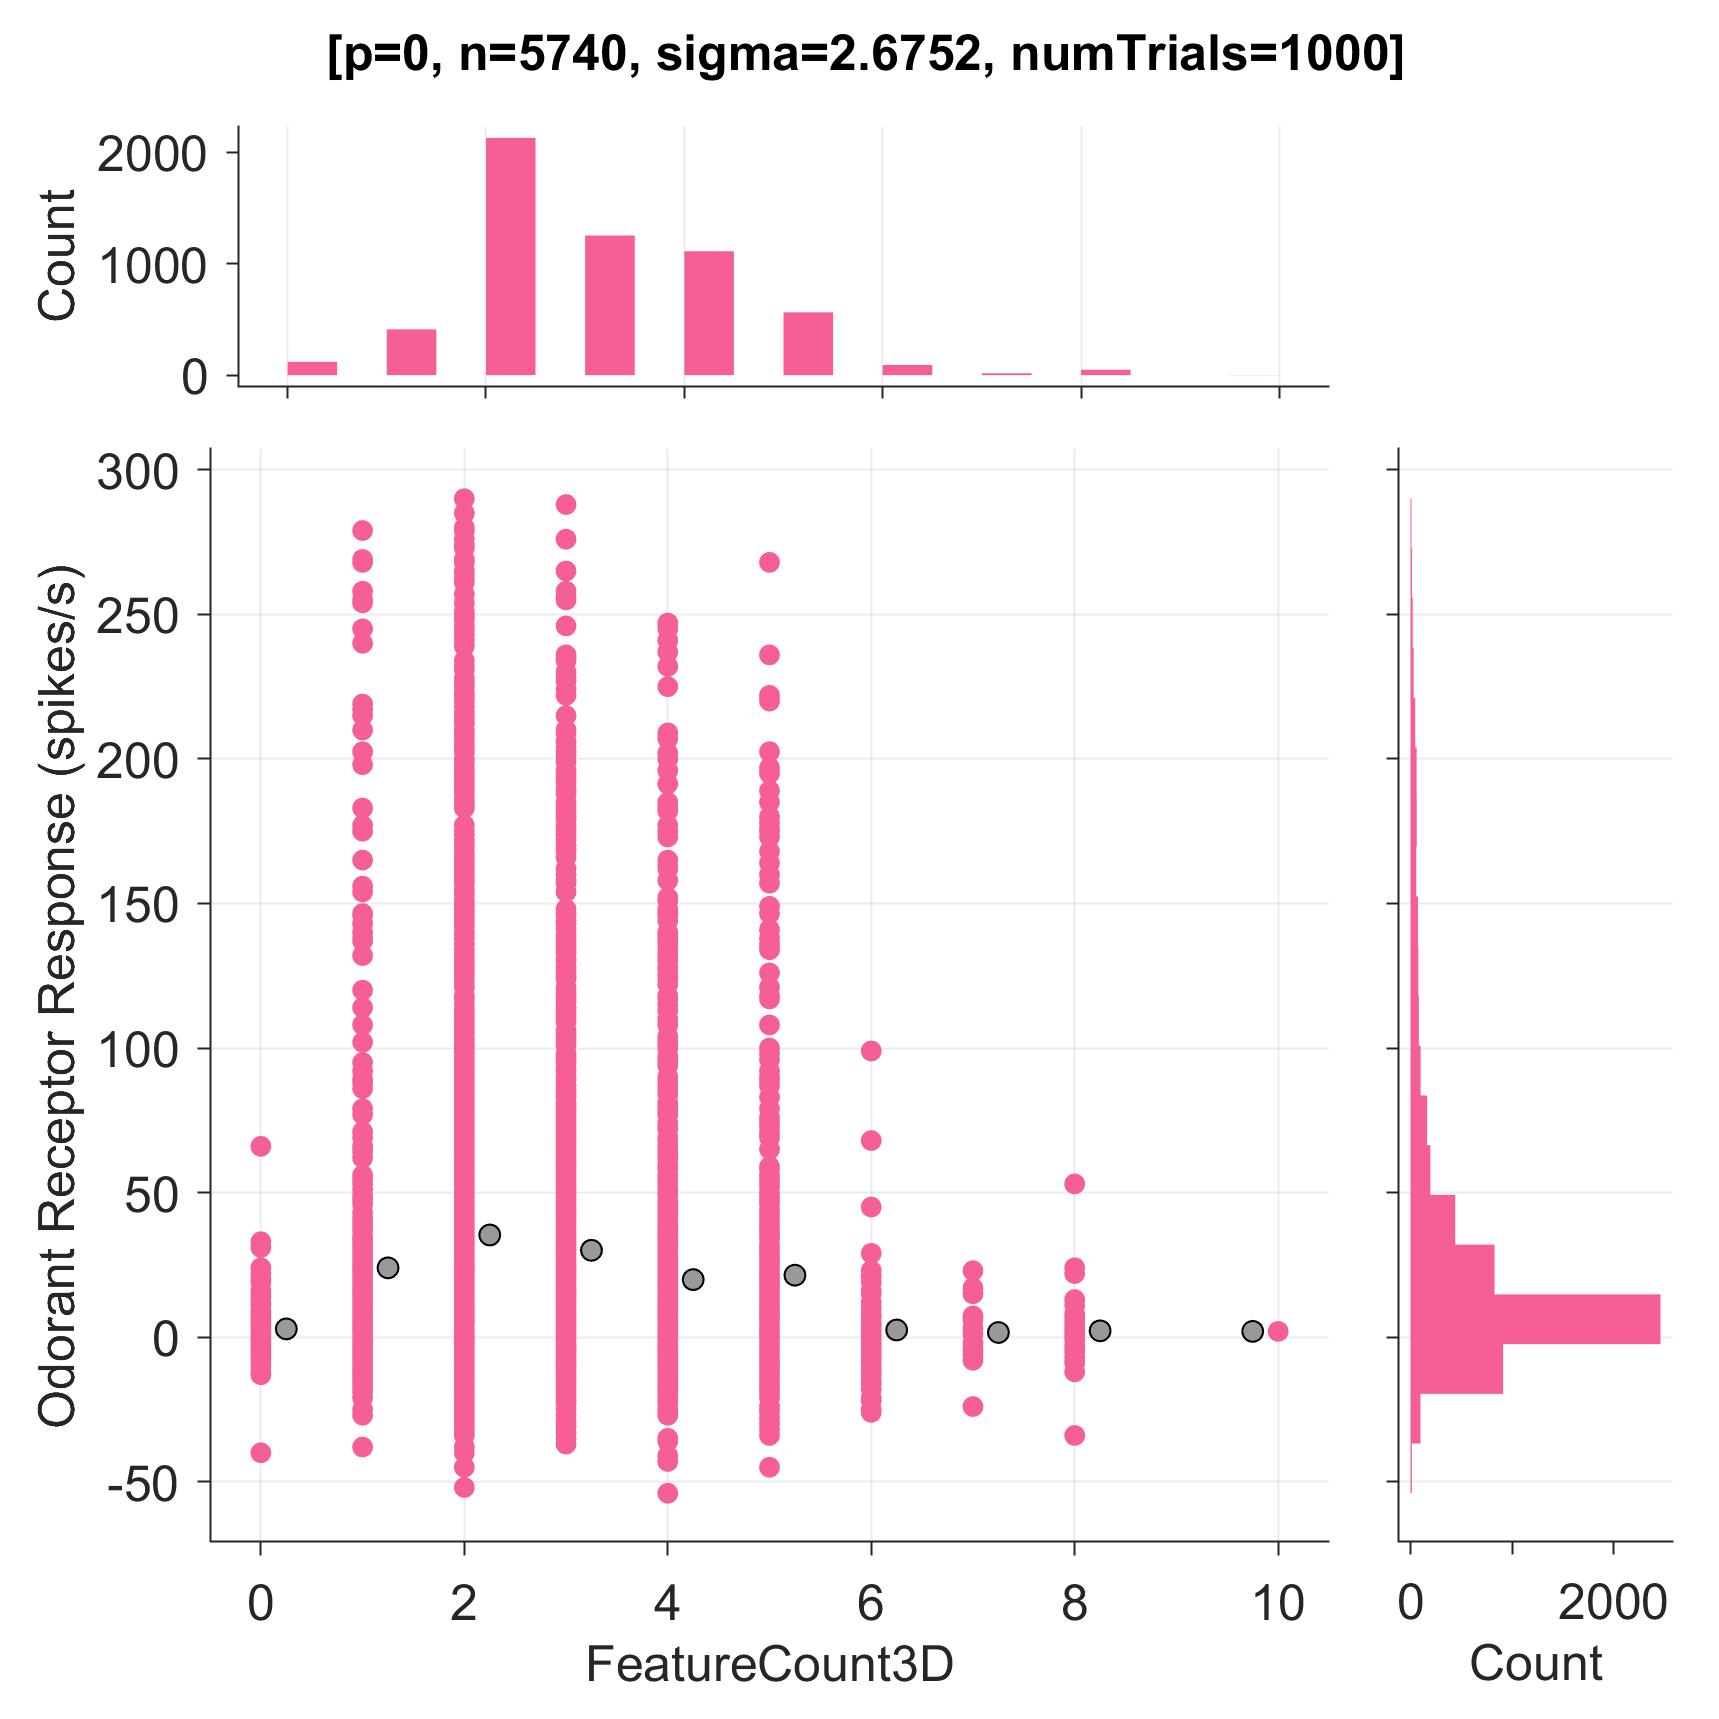 [p=0, n=5740, sigma=2.6752, numTrials=1000]
2000
1000
0
Count
300
250
200
150
100
50
0
-50
Odorant Receptor Response (spikes/s)
0 2 4 6 8 10
FeatureCount3D
0 2000
Count